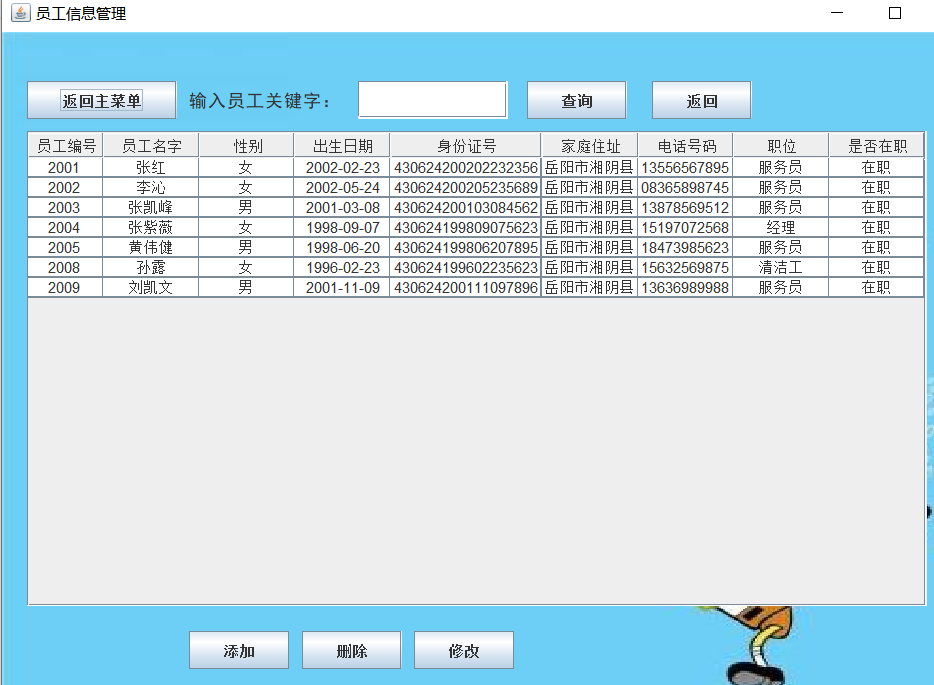 员工信息管理
返回主菜单 输入员工关键字： 查询 返回
员工编号 员工名字 性别 出生日期 身份证号 家庭住址 电话号码 职位 是否在职
2001 张红 女 2002-02-23 430624200202232356 岳阳市湘阴县 13556567895 服务员 在职
2002 李沁 女 2002-05-24 430624200205235689 岳阳市湘阴县 08365898745 服务员 在职
2003 张凯峰 男 2001-03-08 430624200103084562 岳阳市湘阴县 13878569512 服务员 在职
2004 张紫薇 女 1998-09-07 430624199809075623 岳阳市湘阴县 15197072568 经理 在职
2005 黄伟健 男 1998-06-20 430624199806207895 岳阳市湘阴县 18473985623 服务员 在职
2008 孙露 女 1996-02-23 430624199602235623 岳阳市湘阴县 15632569875 清洁工 在职
2009 刘凯文 男 2001-11-09 430624200111097896 岳阳市湘阴县 13636989988 服务员 在职
添加 删除 修改